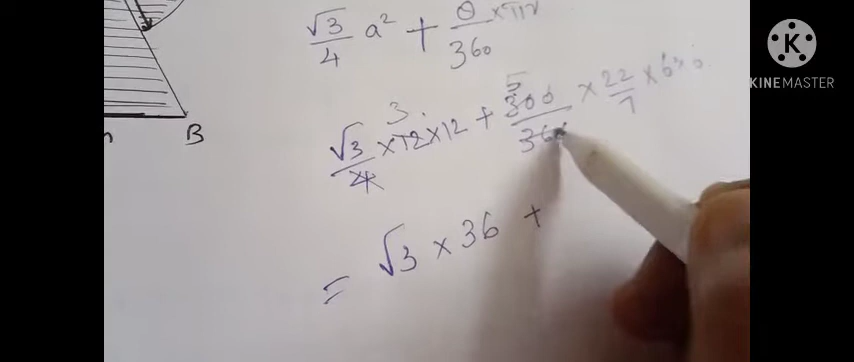 √3/4 a² + θ/360 × πr²
√3/4 × 12 × 12 + 300/360 × 22/7 × 6 × 6
3 5
= √3 × 36 +
B
K
KINEMASTER